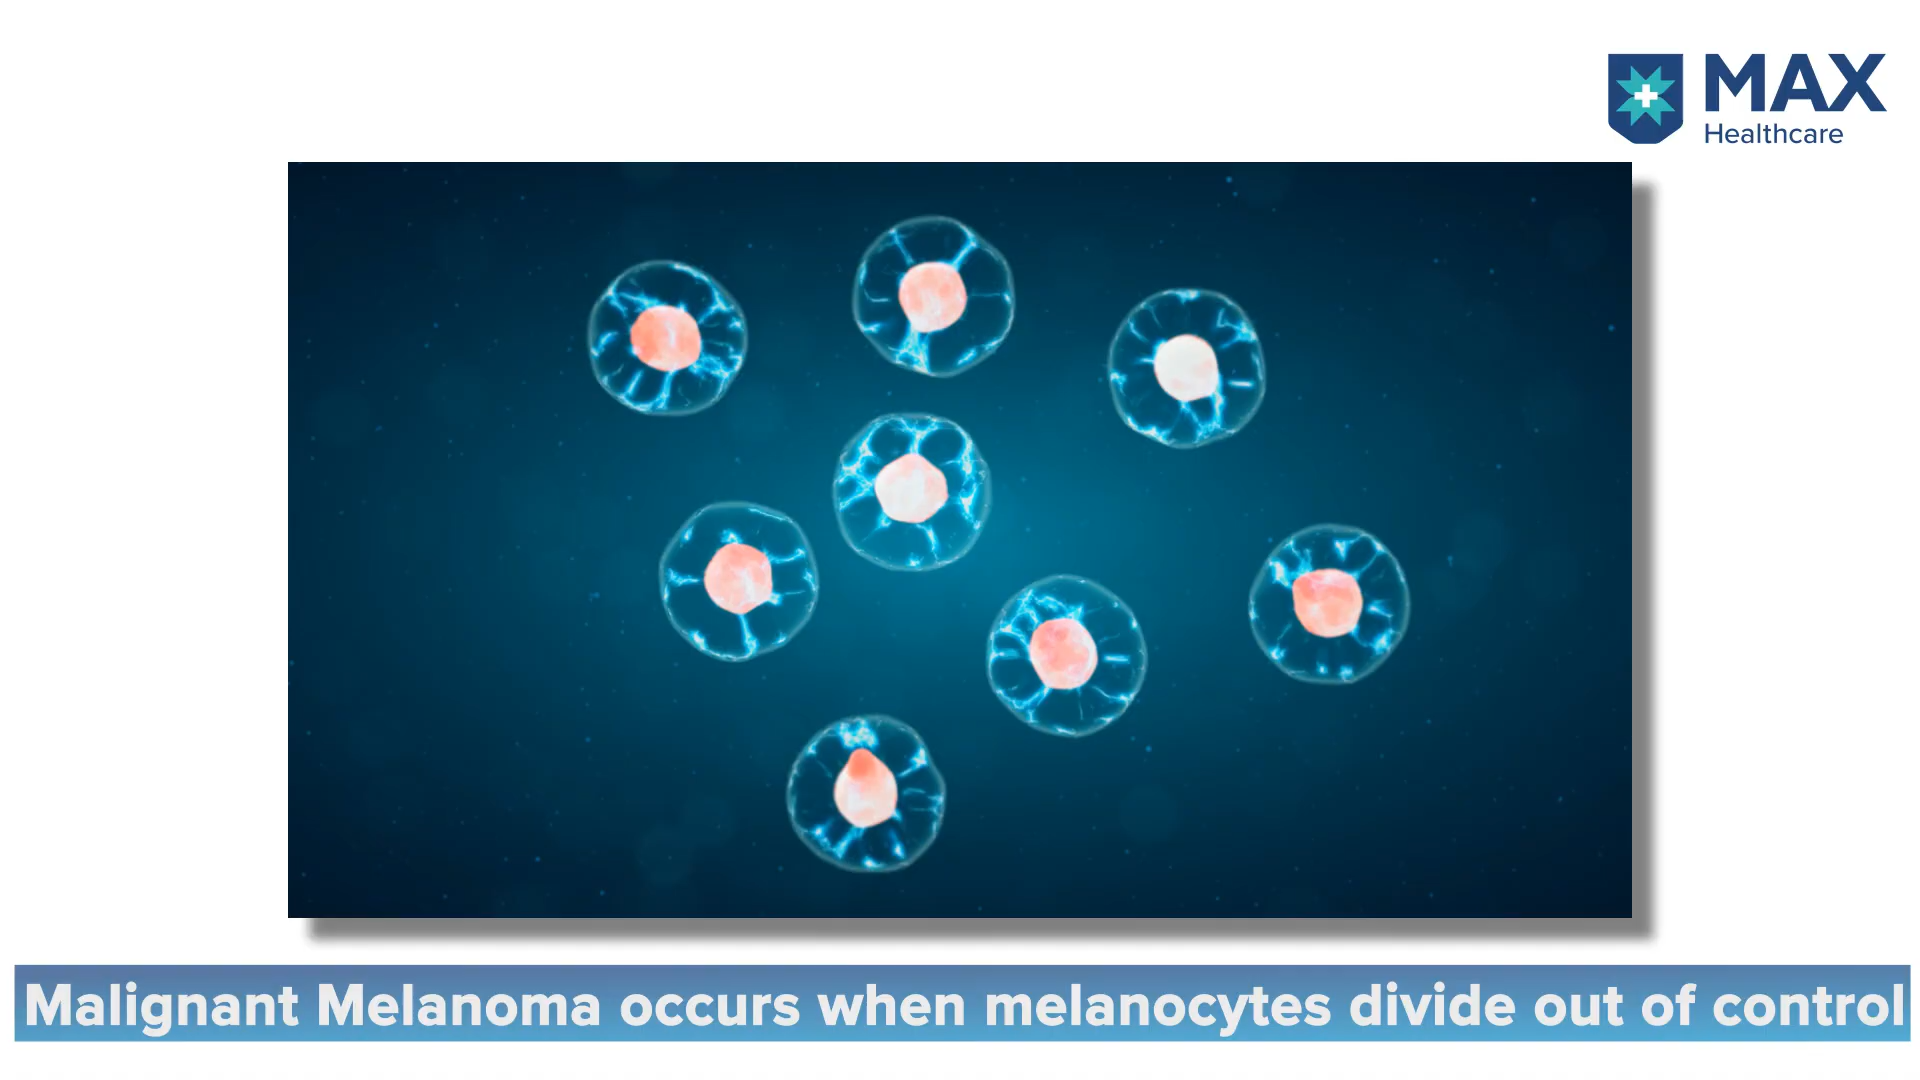 MAX
Healthcare
Malignant Melanoma occurs when melanocytes divide out of control